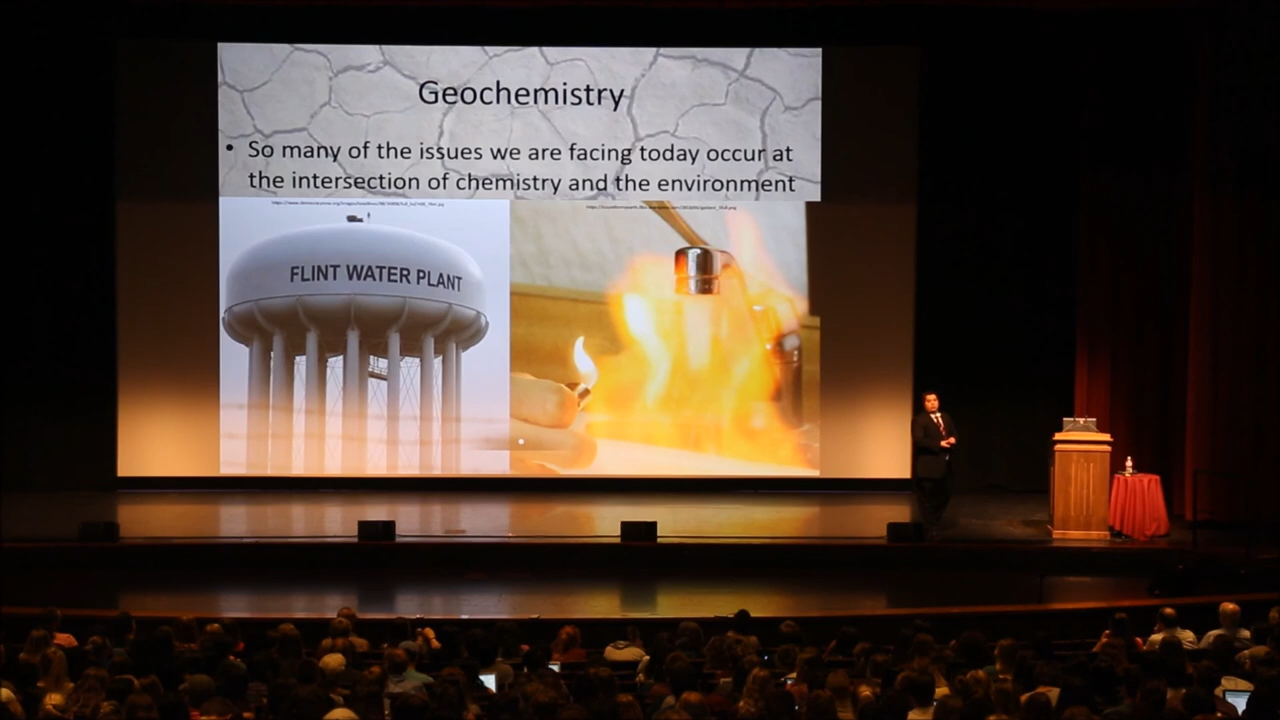 Geochemistry
• So many of the issues we are facing today occur at
the intersection of chemistry and the environment
FLINT WATER PLANT